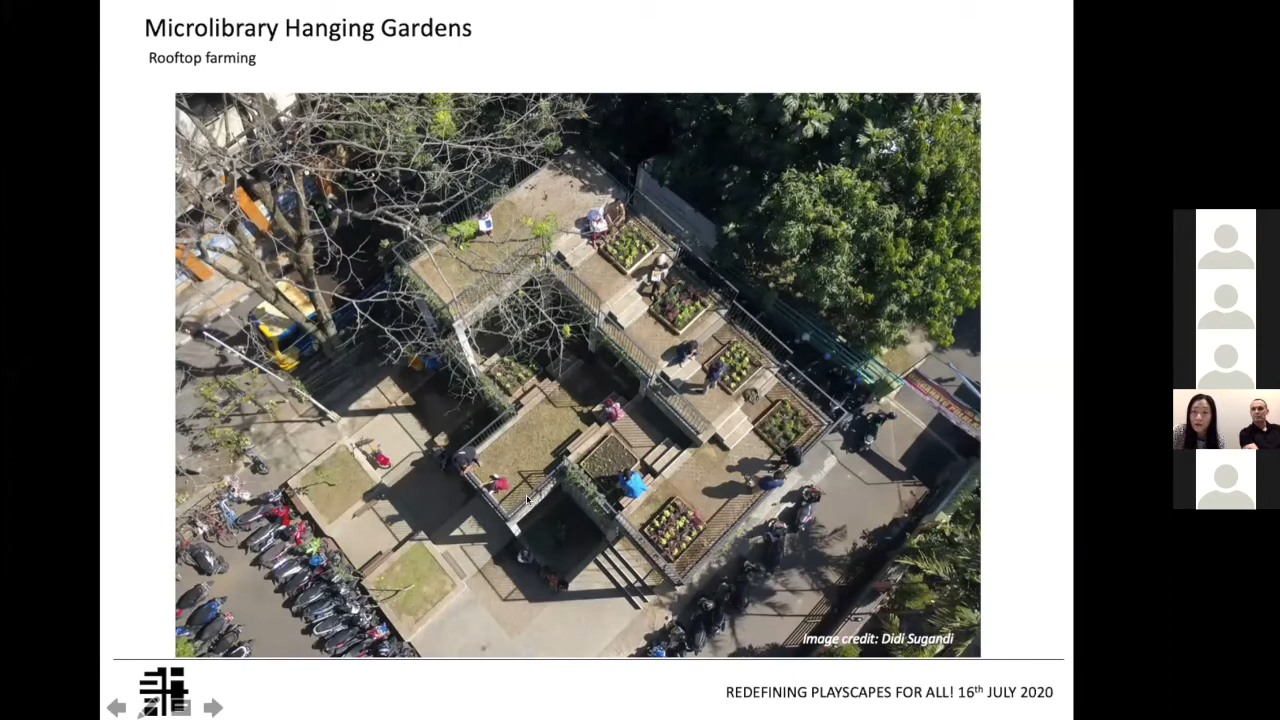 Microlibrary Hanging Gardens
Rooftop farming
Image credit: Didi Sugandi
REDEFINING PLAYSCAPES FOR ALL! 16th JULY 2020